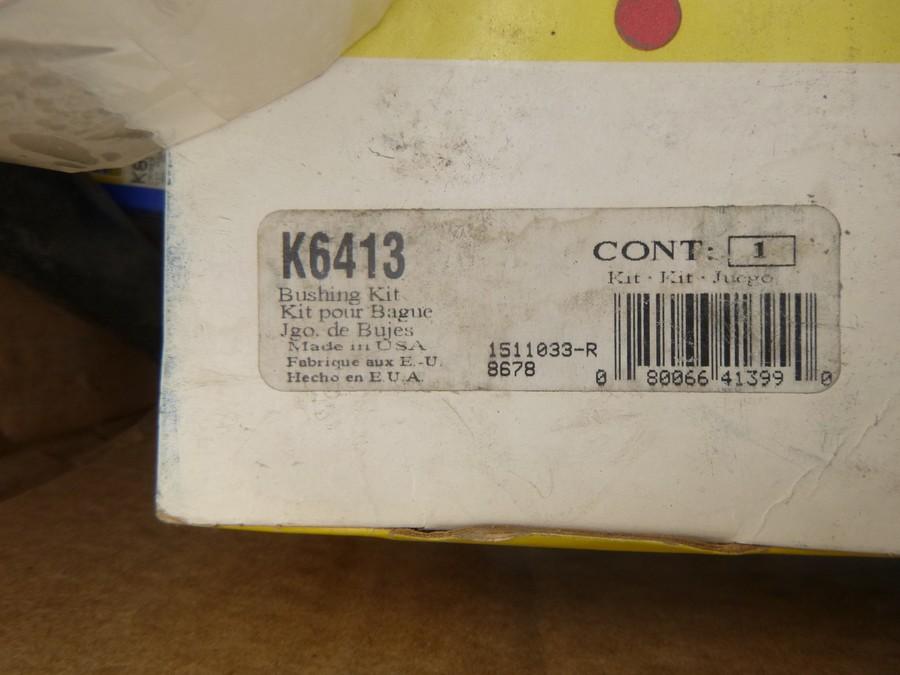 K6413
Bushing Kit
Kit pour Bague
Jgo. de Bujes
Made in USA
Fabrique aux E.-U.
Hecho en E.U.A.
CONT: 1
Kit · Kit · Juego
1511033-R
8678
0 80066 41399 0
K6